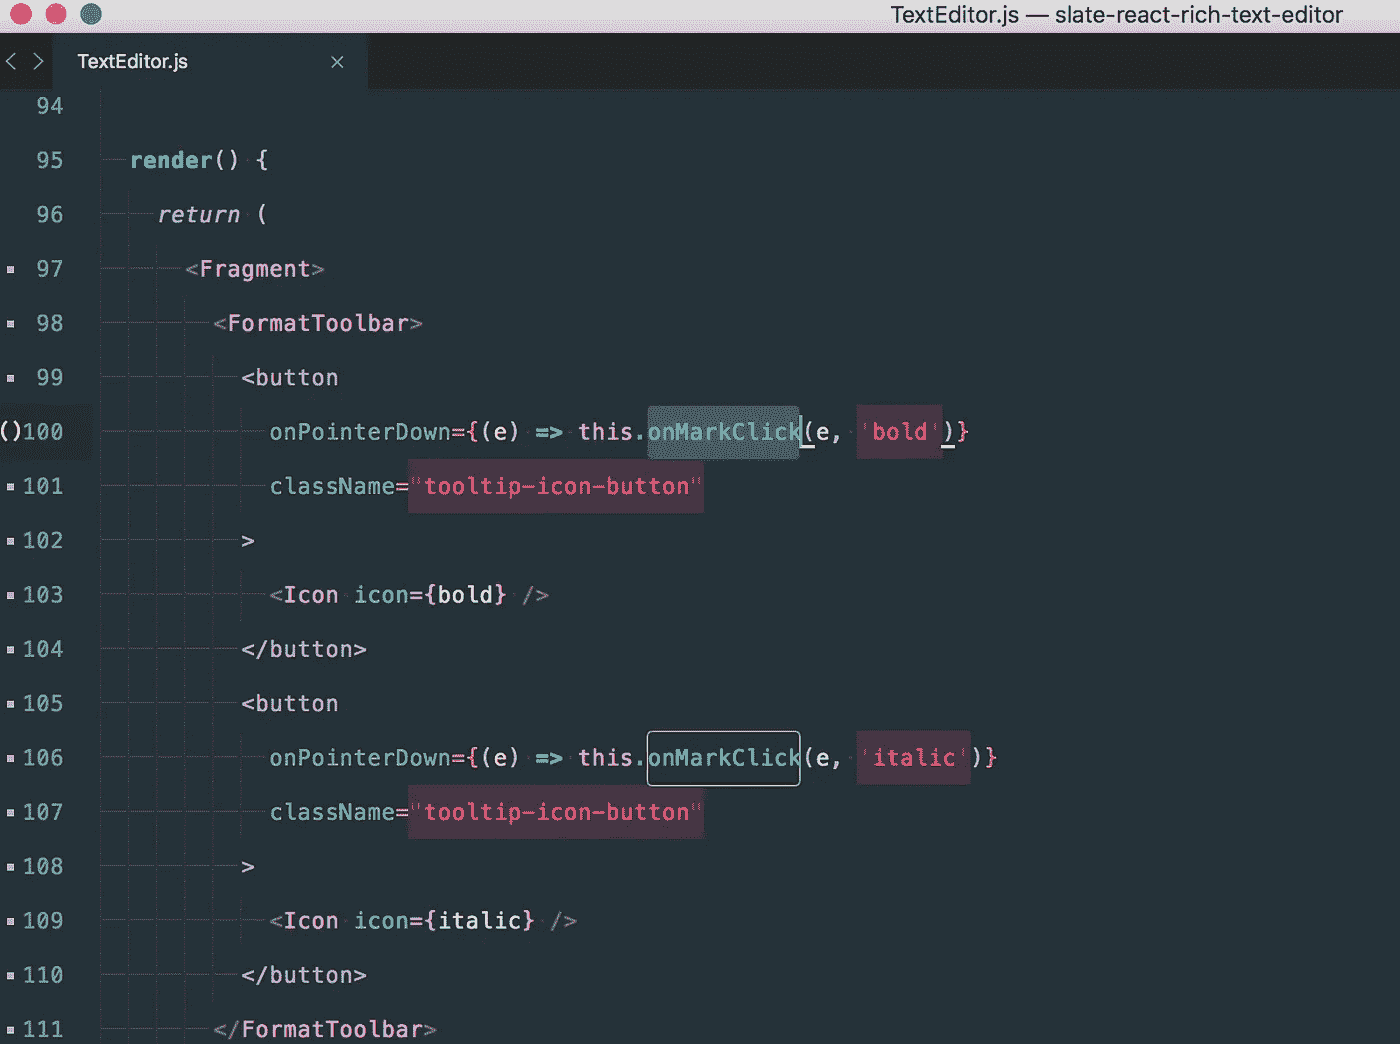 TextEditor.js — slate-react-rich-text-editor
TextEditor.js
94
95 render() {
96 return (
97 <Fragment>
98 <FormatToolbar>
99 <button
100 onPointerDown={(e) => this.onMarkClick(e, 'bold')}
101 className="tooltip-icon-button"
102 >
103 <Icon icon={bold} />
104 </button>
105 <button
106 onPointerDown={(e) => this.onMarkClick(e, 'italic')}
107 className="tooltip-icon-button"
108 >
109 <Icon icon={italic} />
110 </button>
111 </FormatToolbar>